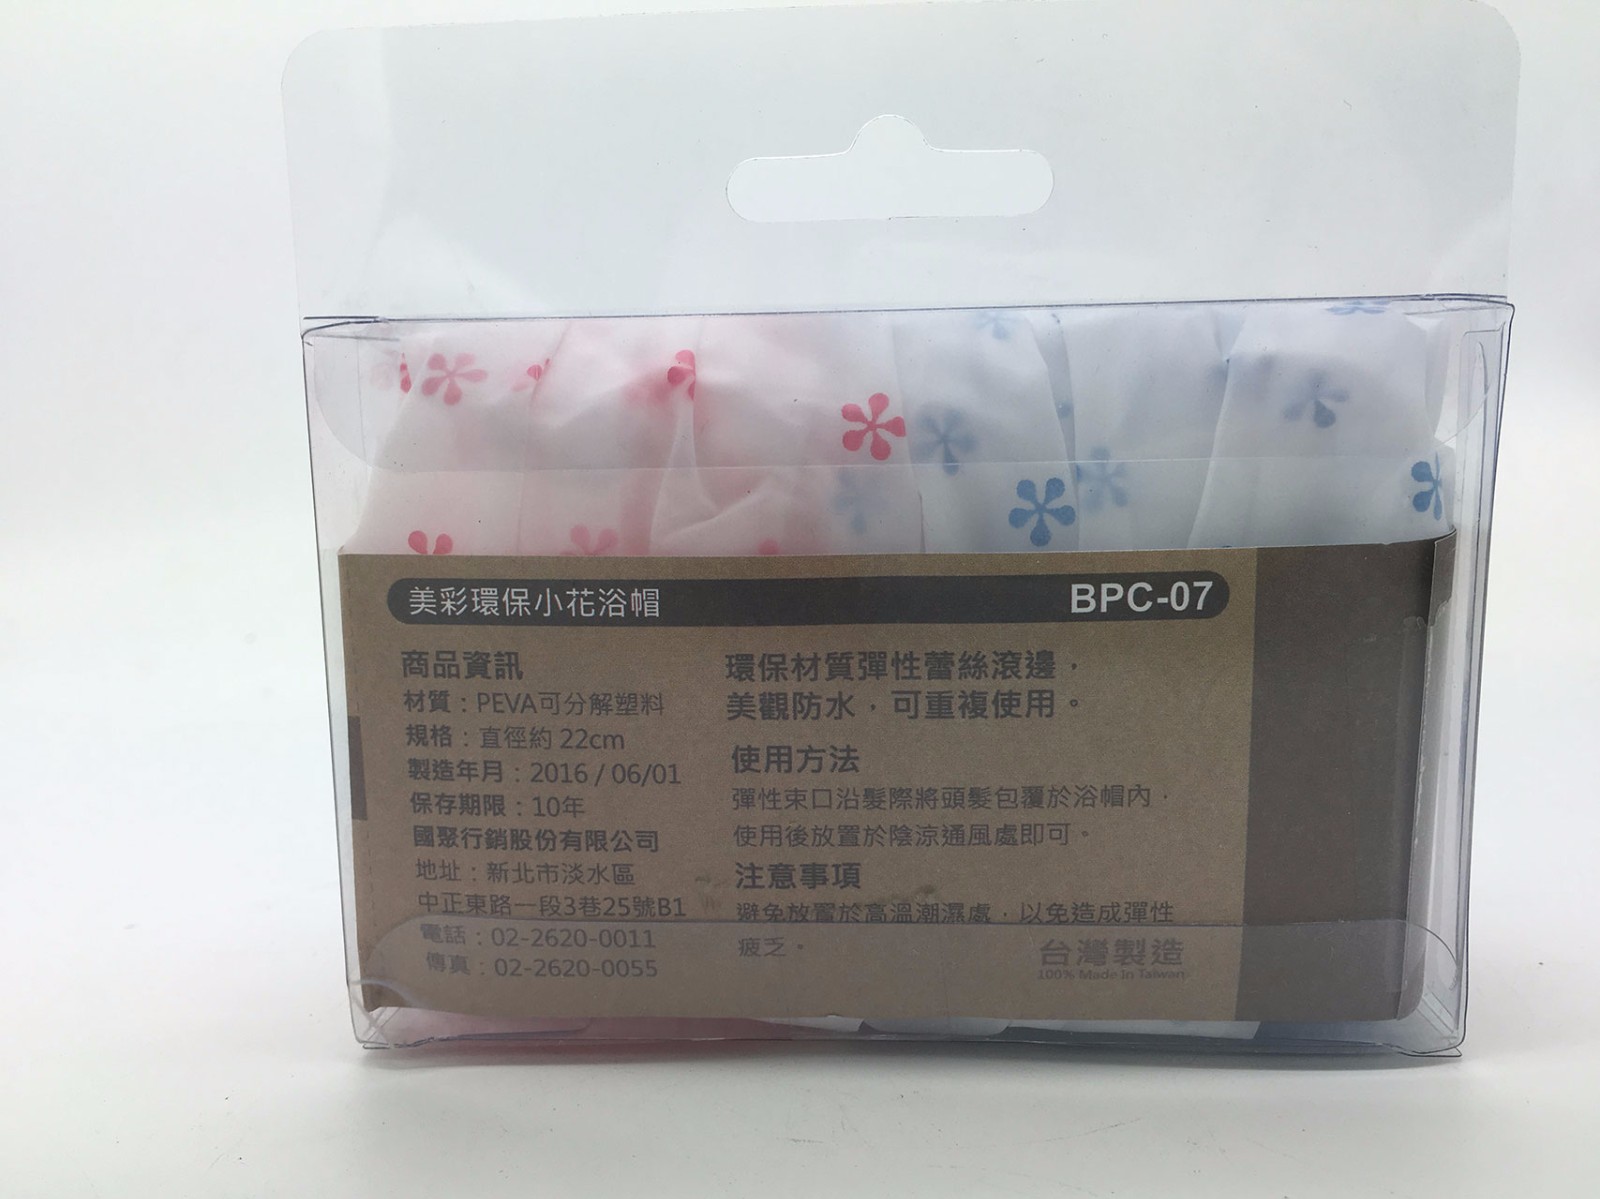 美彩環保小花浴帽
BPC-07
商品資訊
材質：PEVA可分解塑料
規格：直徑約 22cm
製造年月：2016 / 06/01
保存期限：10年
國聚行銷股份有限公司
地址：新北市淡水區
中正東路一段3巷25號B1
電話：02-2620-0011
傳真：02-2620-0055
環保材質彈性蕾絲滾邊，
美觀防水，可重複使用。
使用方法
彈性束口沿髮際將頭髮包覆於浴帽內，
使用後放置於陰涼通風處即可。
注意事項
避免放置於高溫潮濕處，以免造成彈性
疲乏。
台灣製造
100% Made In Taiwan